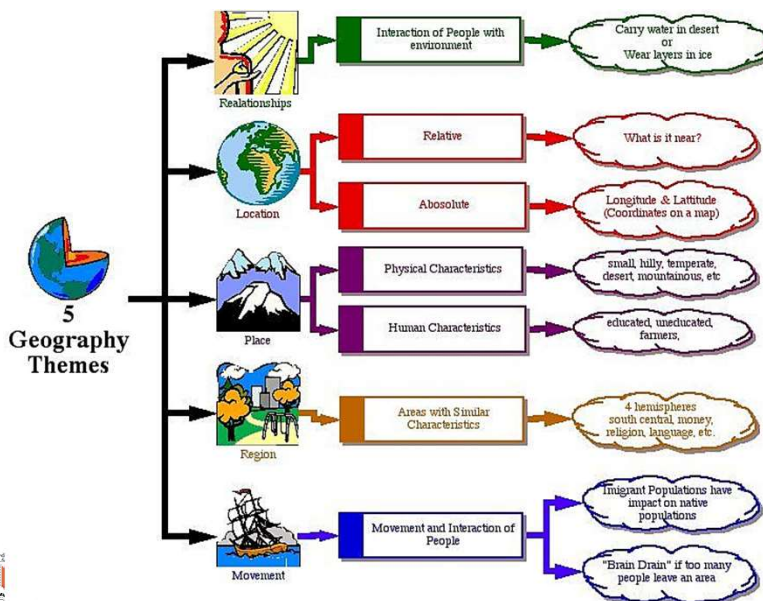 5
Geography
Themes
Realationships
Interaction of People with
environment
Carry water in desert
or
Wear layers in ice
Location
Relative
What is it near?
Abosolute
Longitude & Lattitude
(Coordinates on a map)
Place
Physical Characteristics
small, hilly, temperate,
desert, mountainous, etc
Human Characteristics
educated, uneducated,
farmers,
Region
Areas with Similar
Characteristics
4 hemispheres
south central, money,
religion, language, etc.
Movement
Movement and Interaction of
People
Imigrant Populations have
impact on native
populations
"Brain Drain" if too many
people leave an area